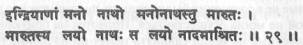 इन्द्रियाणां मनो नाथो मनोनाथस्तु मारुतः ।
मारुतस्य लयो नाथः स लयो नादमाश्रितः ॥ २९ ॥